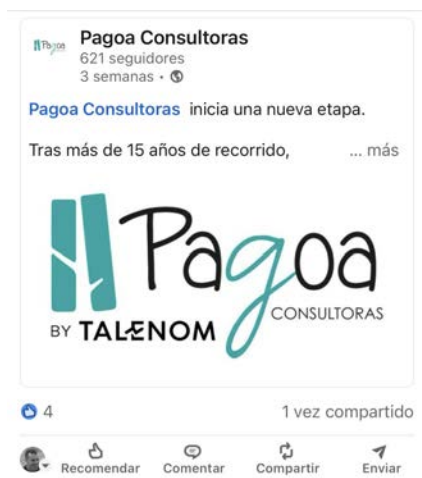 Pagoa
Pagoa Consultoras
621 seguidores
3 semanas •
Pagoa Consultoras inicia una nueva etapa.
Tras más de 15 años de recorrido, ... más
Pagoa
CONSULTORAS
BY TALENOM
4 1 vez compartido
Recomendar Comentar Compartir Enviar